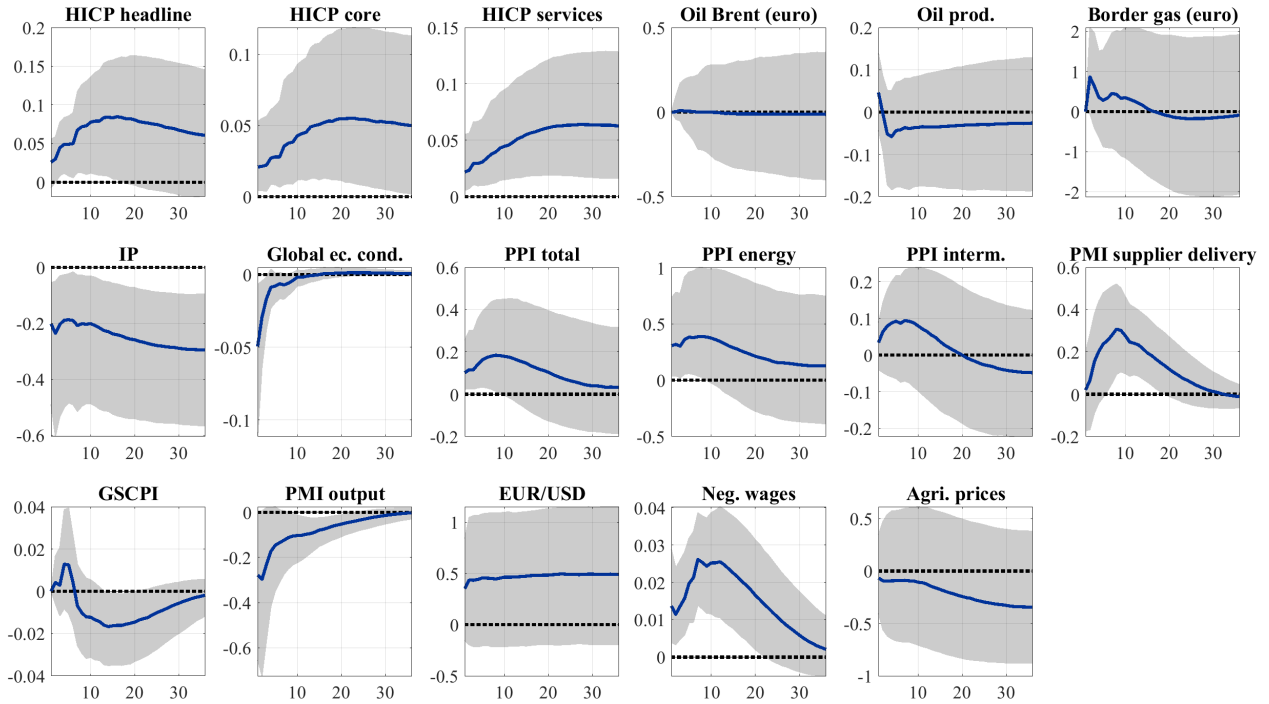 HICP headline
0.2
0.15
0.1
0.05
0
10 20 30
HICP core
0.1
0.05
0
10 20 30
HICP services
0.15
0.1
0.05
0
10 20 30
Oil Brent (euro)
0.5
0
-0.5
10 20 30
Oil prod.
0.2
0.1
0
-0.1
-0.2
10 20 30
Border gas (euro)
2
1
0
-1
-2
10 20 30
IP
0
-0.2
-0.4
-0.6
10 20 30
Global ec. cond.
0
-0.05
-0.1
10 20 30
PPI total
0.6
0.4
0.2
0
-0.2
10 20 30
PPI energy
1
0.5
0
-0.5
10 20 30
PPI interm.
0.2
0.1
0
-0.1
-0.2
10 20 30
PMI supplier delivery
0.6
0.4
0.2
0
-0.2
10 20 30
GSCPI
0.04
0.02
0
-0.02
-0.04
10 20 30
PMI output
0
-0.2
-0.4
-0.6
10 20 30
EUR/USD
1
0.5
0
-0.5
10 20 30
Neg. wages
0.04
0.03
0.02
0.01
0
10 20 30
Agri. prices
0.5
0
-0.5
-1
10 20 30